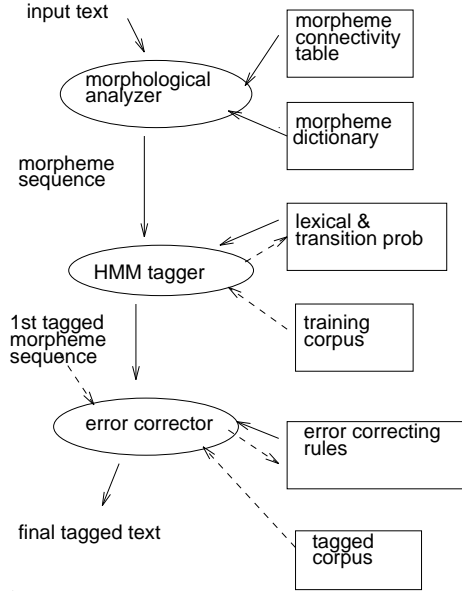 input text
morpheme
connectivity
table
morphological
analyzer
morpheme
dictionary
morpheme
sequence
lexical &
transition prob
HMM tagger
1st tagged
morpheme
sequence
training
corpus
error corrector
error correcting
rules
final tagged text
tagged
corpus